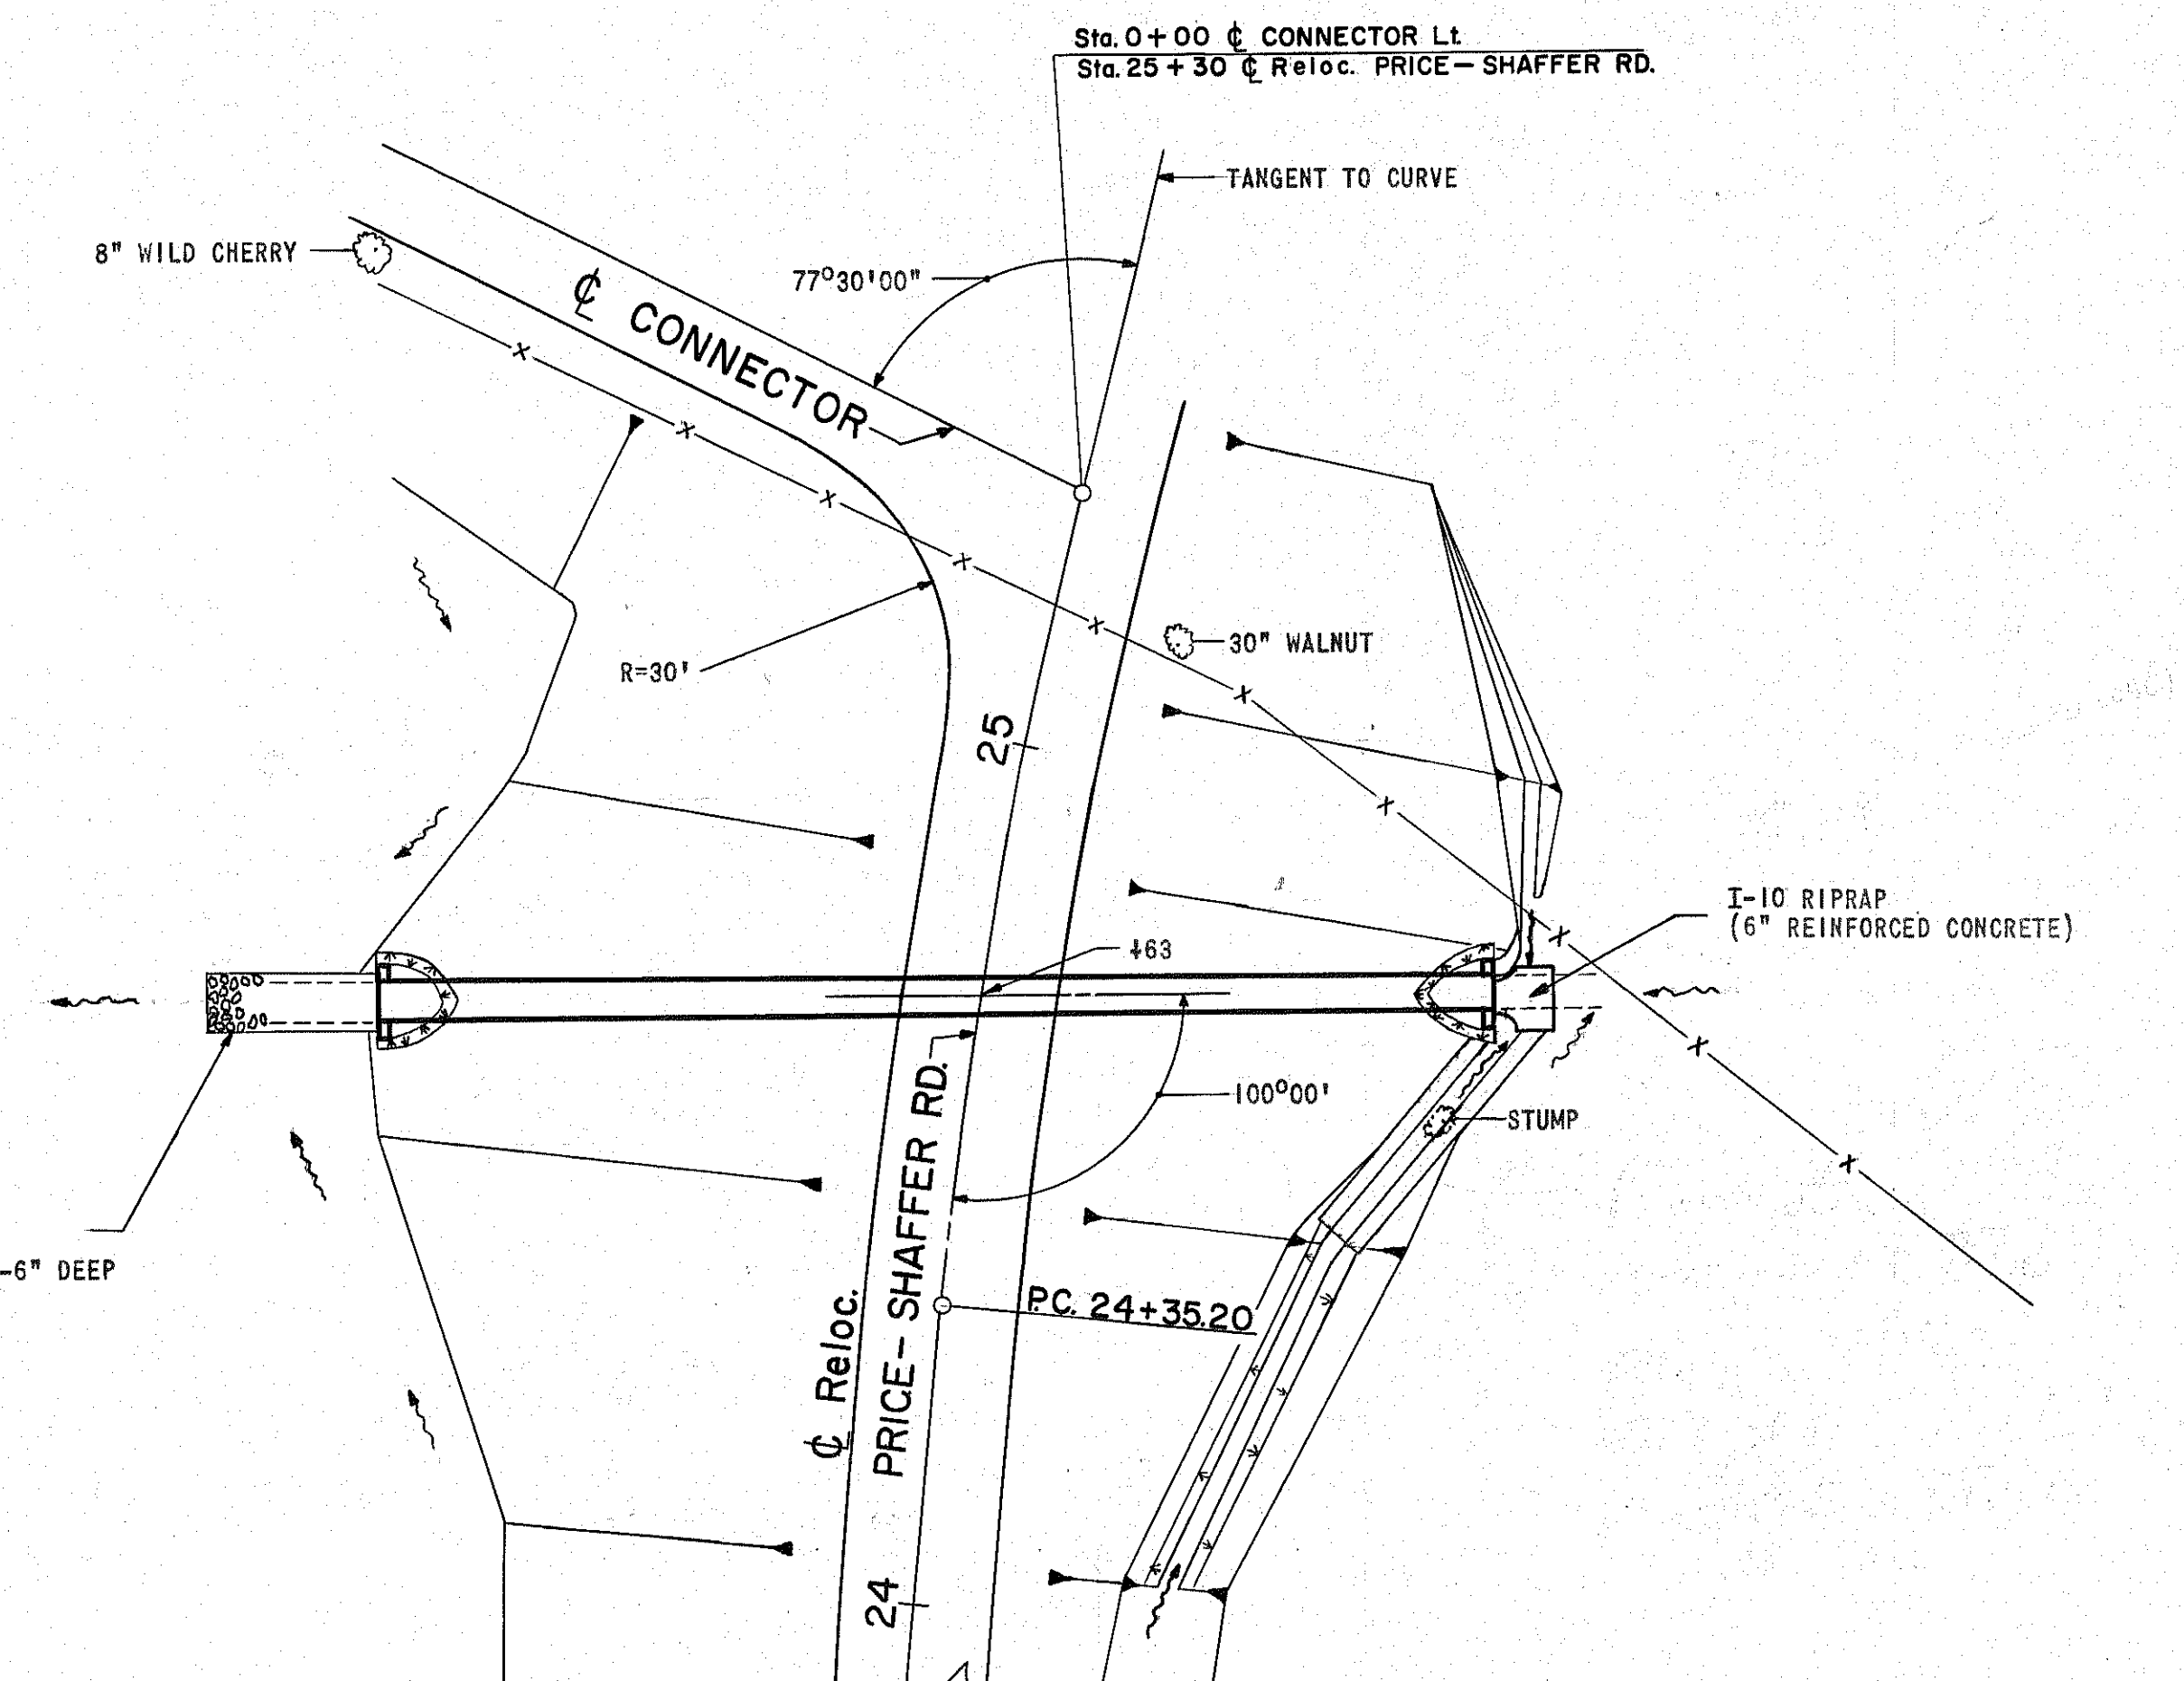 Sta. 0+00 ℄ CONNECTOR Lt.
Sta. 25+30 ℄ Reloc. PRICE-SHAFFER RD.
TANGENT TO CURVE
8" WILD CHERRY
77°30'00"
℄ CONNECTOR
R=30'
30" WALNUT
25
I-10 RIPRAP
(6" REINFORCED CONCRETE)
+63
100°00'
STUMP
-6" DEEP
P.C. 24+35.20
℄ Reloc.
PRICE-SHAFFER RD.
24